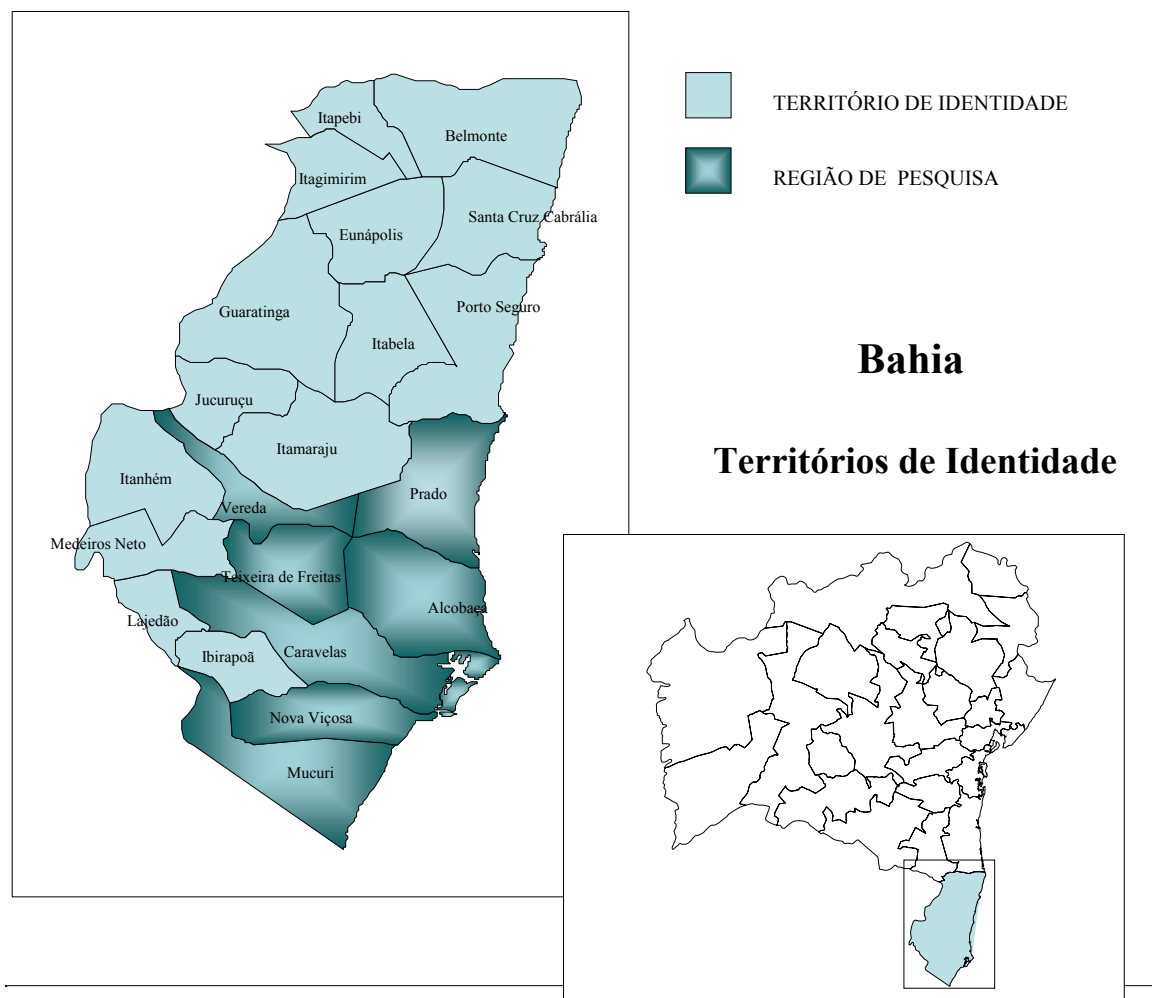 TERRITÓRIO DE IDENTIDADE
REGIÃO DE PESQUISA
Bahia
Territórios de Identidade
Itapebi
Belmonte
Itagimirim
Santa Cruz Cabrália
Eunápolis
Guaratinga
Porto Seguro
Itabela
Jucuruçu
Itamaraju
Itanhém
Prado
Vereda
Medeiros Neto
Teixeira de Freitas
Alcobaça
Lajedão
Ibirapoã
Caravelas
Nova Viçosa
Mucuri